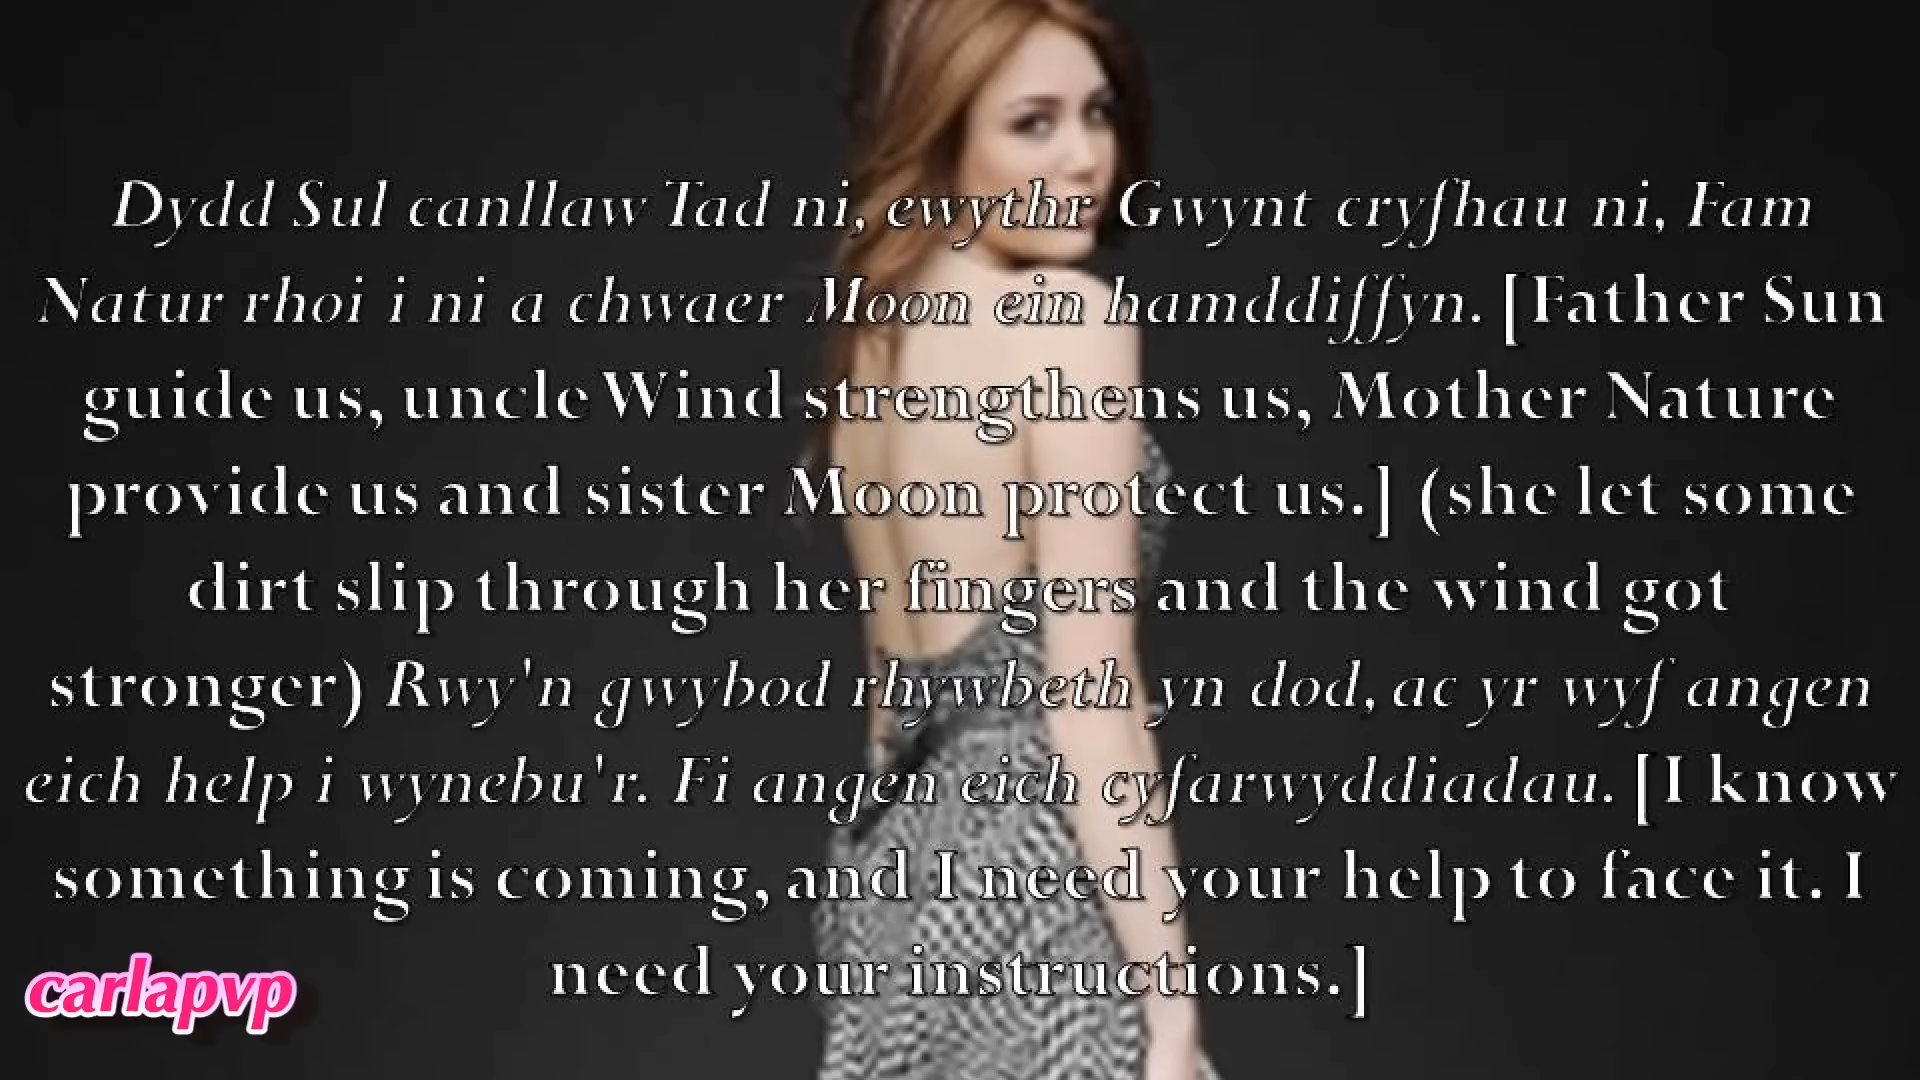 Dydd Sul canllaw Tad ni, ewythr Gwynt cryfhau ni, Fam
Natur rhoi i ni a chwaer Moon ein hamddiffyn. [Father Sun
guide us, uncle Wind strengthens us, Mother Nature
provide us and sister Moon protect us.] (she let some
dirt slip through her fingers and the wind got
stronger) Rwy'n gwybod rhywbeth yn dod, ac yr wyf angen
eich help i wynebu'r. Fi angen eich cyfarwyddiadau. [I know
something is coming, and I need your help to face it. I
need your instructions.]
carlapvp